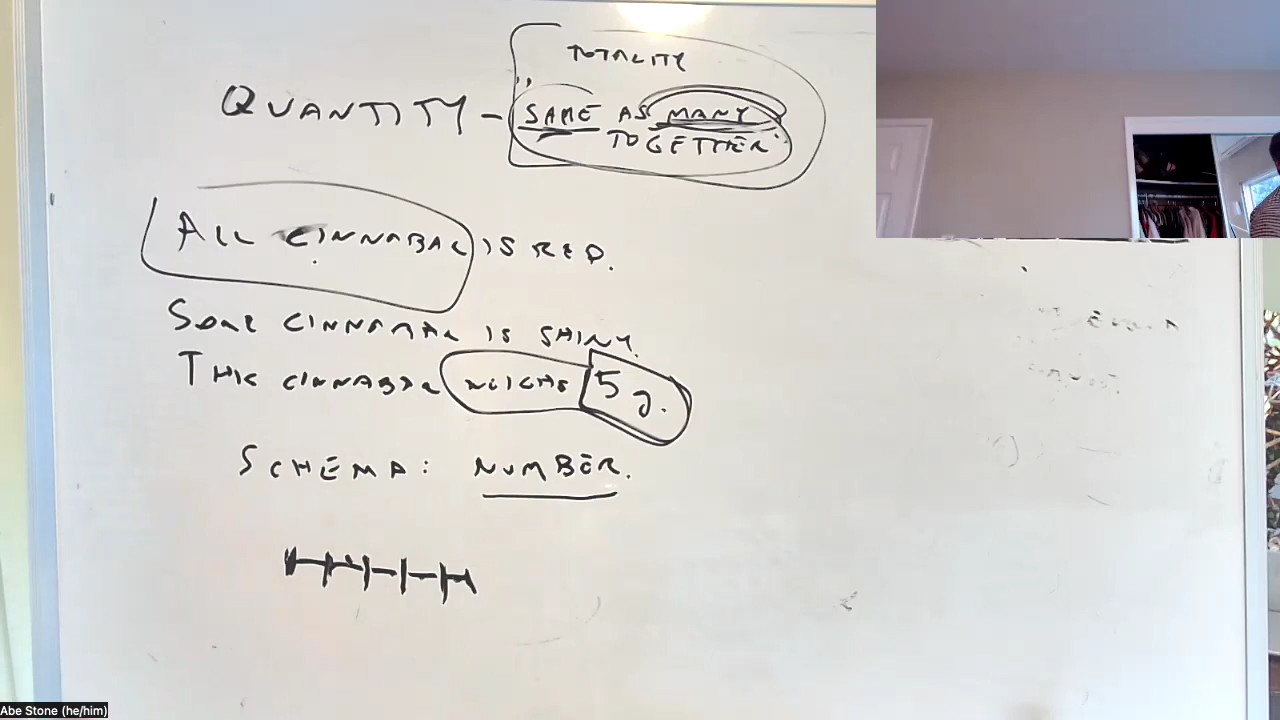 TOTALITY
QUANTITY - "SAME AS MANY
TOGETHER"
ALL CINNABAR IS RED.
SOME CINNABAR IS SHINY.
THIS CINNABAR WEIGHS 5 g.
SCHEMA: NUMBER.
Abe Stone (he/him)